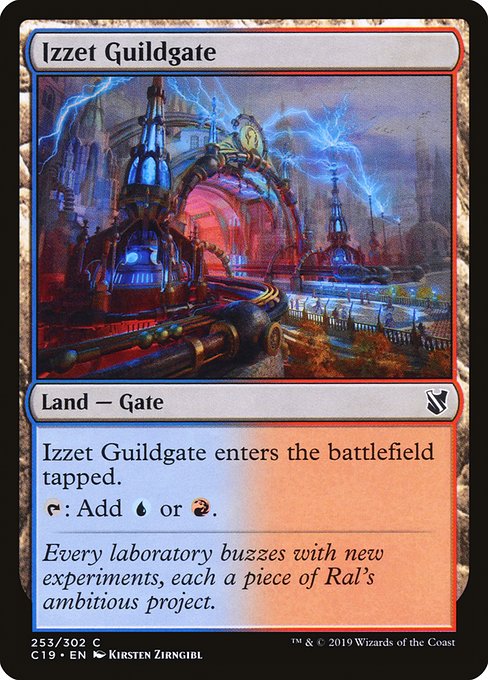 Izzet Guildgate
Land — Gate
Izzet Guildgate enters the battlefield
tapped.
: Add or .
Every laboratory buzzes with new
experiments, each a piece of Ral's
ambitious project.
253/302 C
™ & © 2019 Wizards of the Coast
C19 • EN Kirsten Zirngibl